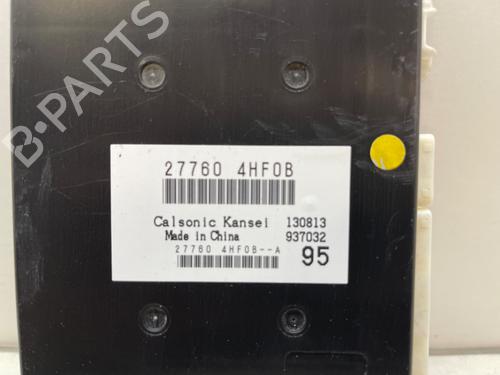 B-PARTS
27760 4HF0B
Calsonic Kansei 130813
Made in China 937032
27760 4HF0B--A 95